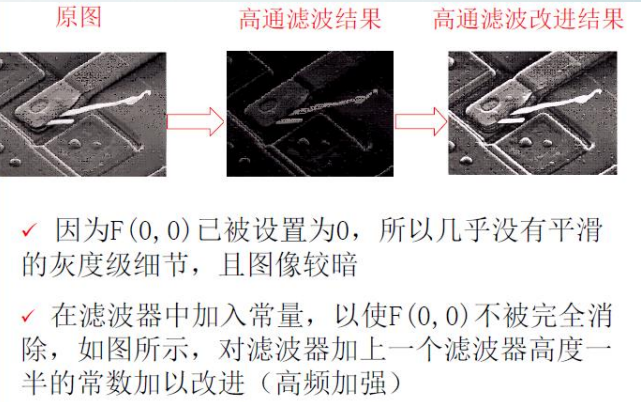 原图
高通滤波结果
高通滤波改进结果
✓ 因为F(0,0)已被设置为0，所以几乎没有平滑
的灰度级细节，且图像较暗
✓ 在滤波器中加入常量，以使F(0,0)不被完全消
除，如图所示，对滤波器加上一个滤波器高度一
半的常数加以改进（高频加强）